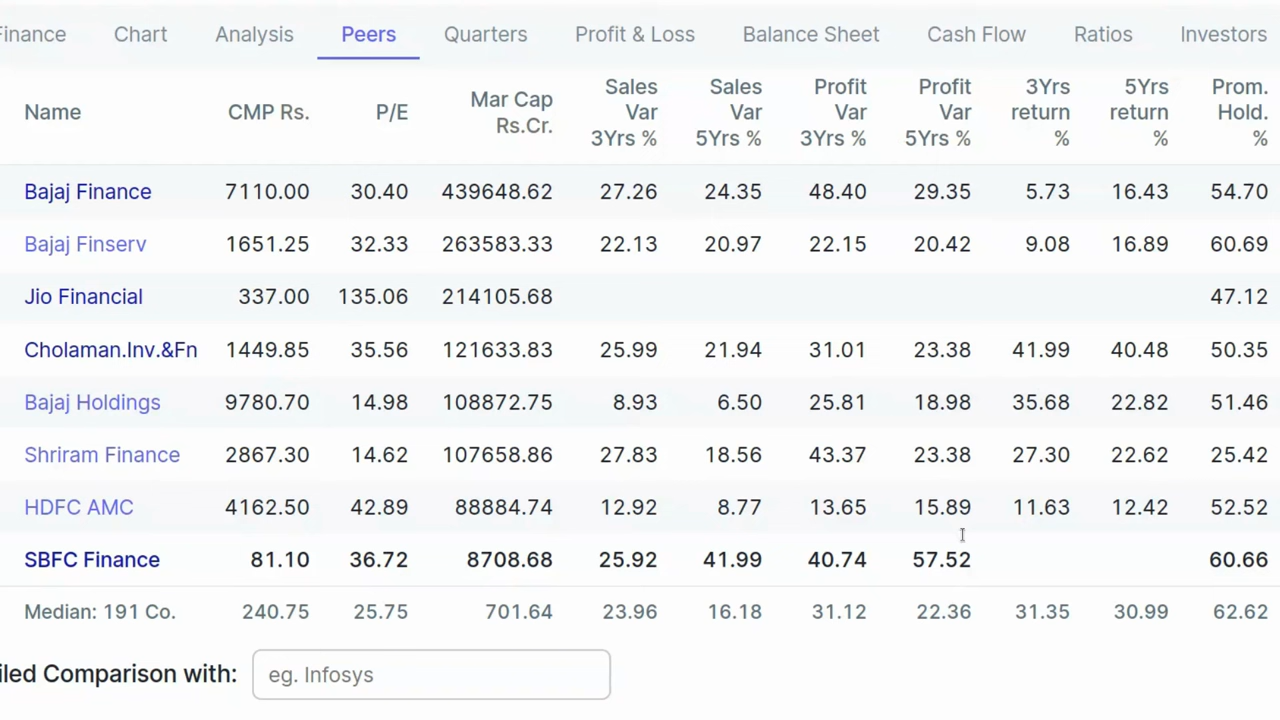 Finance Chart Analysis Peers Quarters Profit & Loss Balance Sheet Cash Flow Ratios Investors
Name CMP Rs. P/E Mar Cap Rs.Cr. Sales Var 3Yrs % Sales Var 5Yrs % Profit Var 3Yrs % Profit Var 5Yrs % 3Yrs return % 5Yrs return % Prom. Hold. %
Bajaj Finance 7110.00 30.40 439648.62 27.26 24.35 48.40 29.35 5.73 16.43 54.70
Bajaj Finserv 1651.25 32.33 263583.33 22.13 20.97 22.15 20.42 9.08 16.89 60.69
Jio Financial 337.00 135.06 214105.68 47.12
Cholaman.Inv.&Fn 1449.85 35.56 121633.83 25.99 21.94 31.01 23.38 41.99 40.48 50.35
Bajaj Holdings 9780.70 14.98 108872.75 8.93 6.50 25.81 18.98 35.68 22.82 51.46
Shriram Finance 2867.30 14.62 107658.86 27.83 18.56 43.37 23.38 27.30 22.62 25.42
HDFC AMC 4162.50 42.89 88884.74 12.92 8.77 13.65 15.89 11.63 12.42 52.52
SBFC Finance 81.10 36.72 8708.68 25.92 41.99 40.74 57.52 60.66
Median: 191 Co. 240.75 25.75 701.64 23.96 16.18 31.12 22.36 31.35 30.99 62.62
iled Comparison with: eg. Infosys